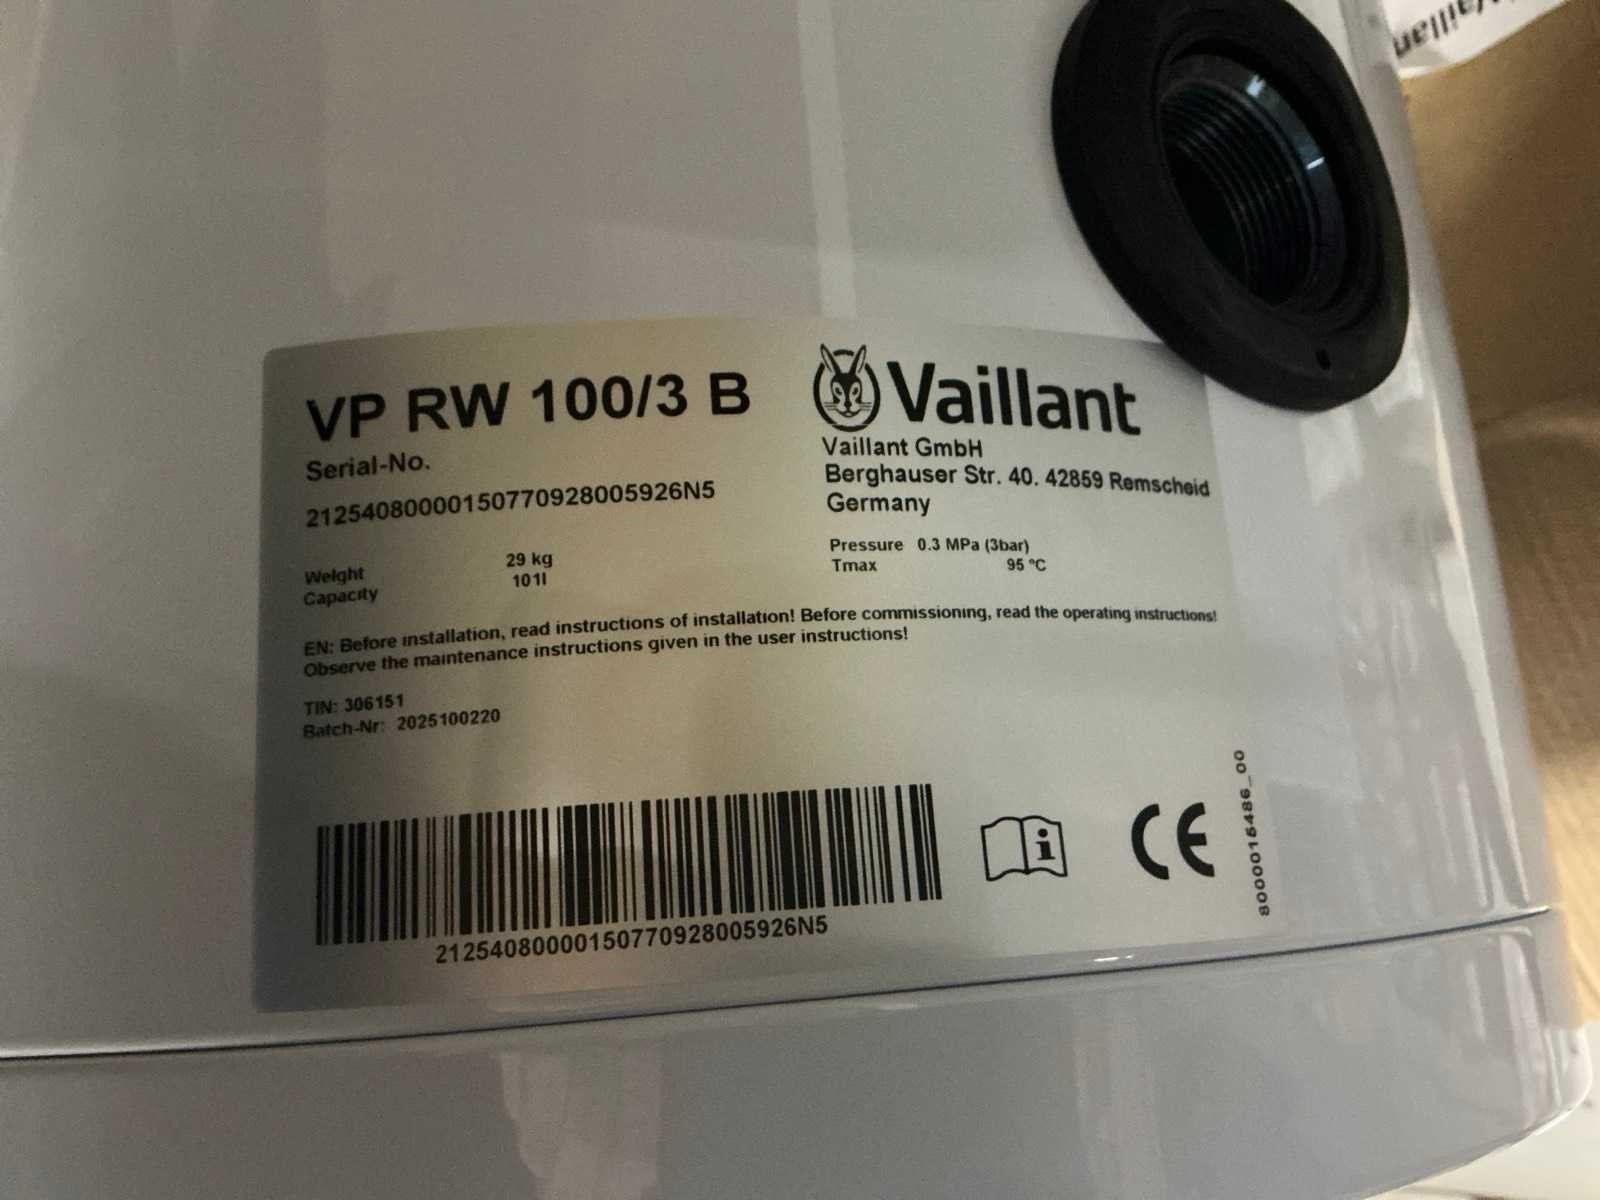 Vaillant
VP RW 100/3 B
Serial-No.
21254080000150770928005926N5
Vaillant
Vaillant GmbH
Berghauser Str. 40. 42859 Remscheid
Germany
Weight 29 kg
Capacity 101l
Pressure 0.3 MPa (3bar)
Tmax 95 °C
EN: Before installation, read instructions of installation! Before commissioning, read the operating instructions!
Observe the maintenance instructions given in the user instructions!
TIN: 306151
Batch-Nr: 2025100220
21254080000150770928005926N5
CE
8000015486_00